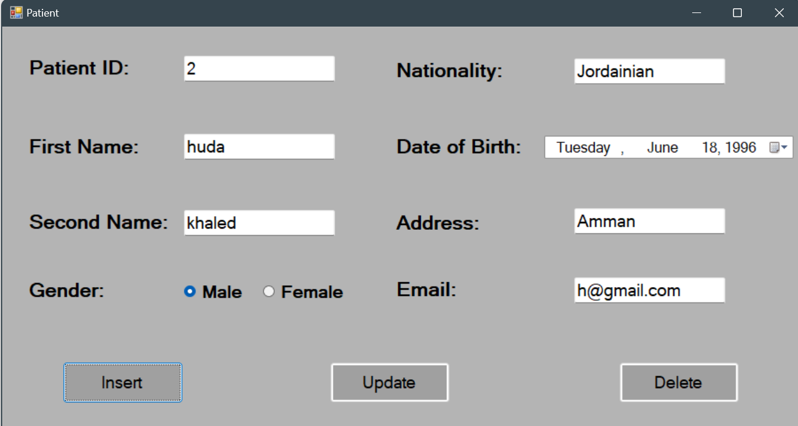 Patient
Patient ID: 2
Nationality: Jordainian
First Name: huda
Date of Birth: Tuesday , June 18, 1996
Second Name: khaled
Address: Amman
Gender: Male Female
Email: h@gmail.com
Insert Update Delete